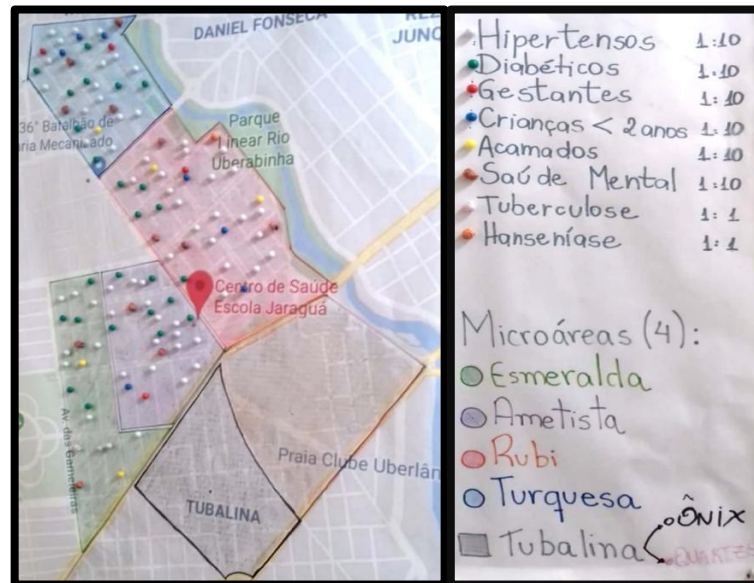 DANIEL FONSECA
JUNC
36° Batalhão de
ria Mecanizado
Parque
Linear Rio
Uberabinha
Centro de Saúde
Escola Jaraguá
Av. das Gameleiras
Praia Clube Uberlân
TUBALINA
Hipertensos 1:10
Diabéticos 1:10
Gestantes 1:10
Crianças < 2 anos 1:10
Acamados 1:10
Saúde Mental 1:10
Tuberculose 1:1
Hanseníase 1:1
Microáreas (4):
Esmeralda
Ametista
Rubi
Turquesa
ÔNIX
Tubalina